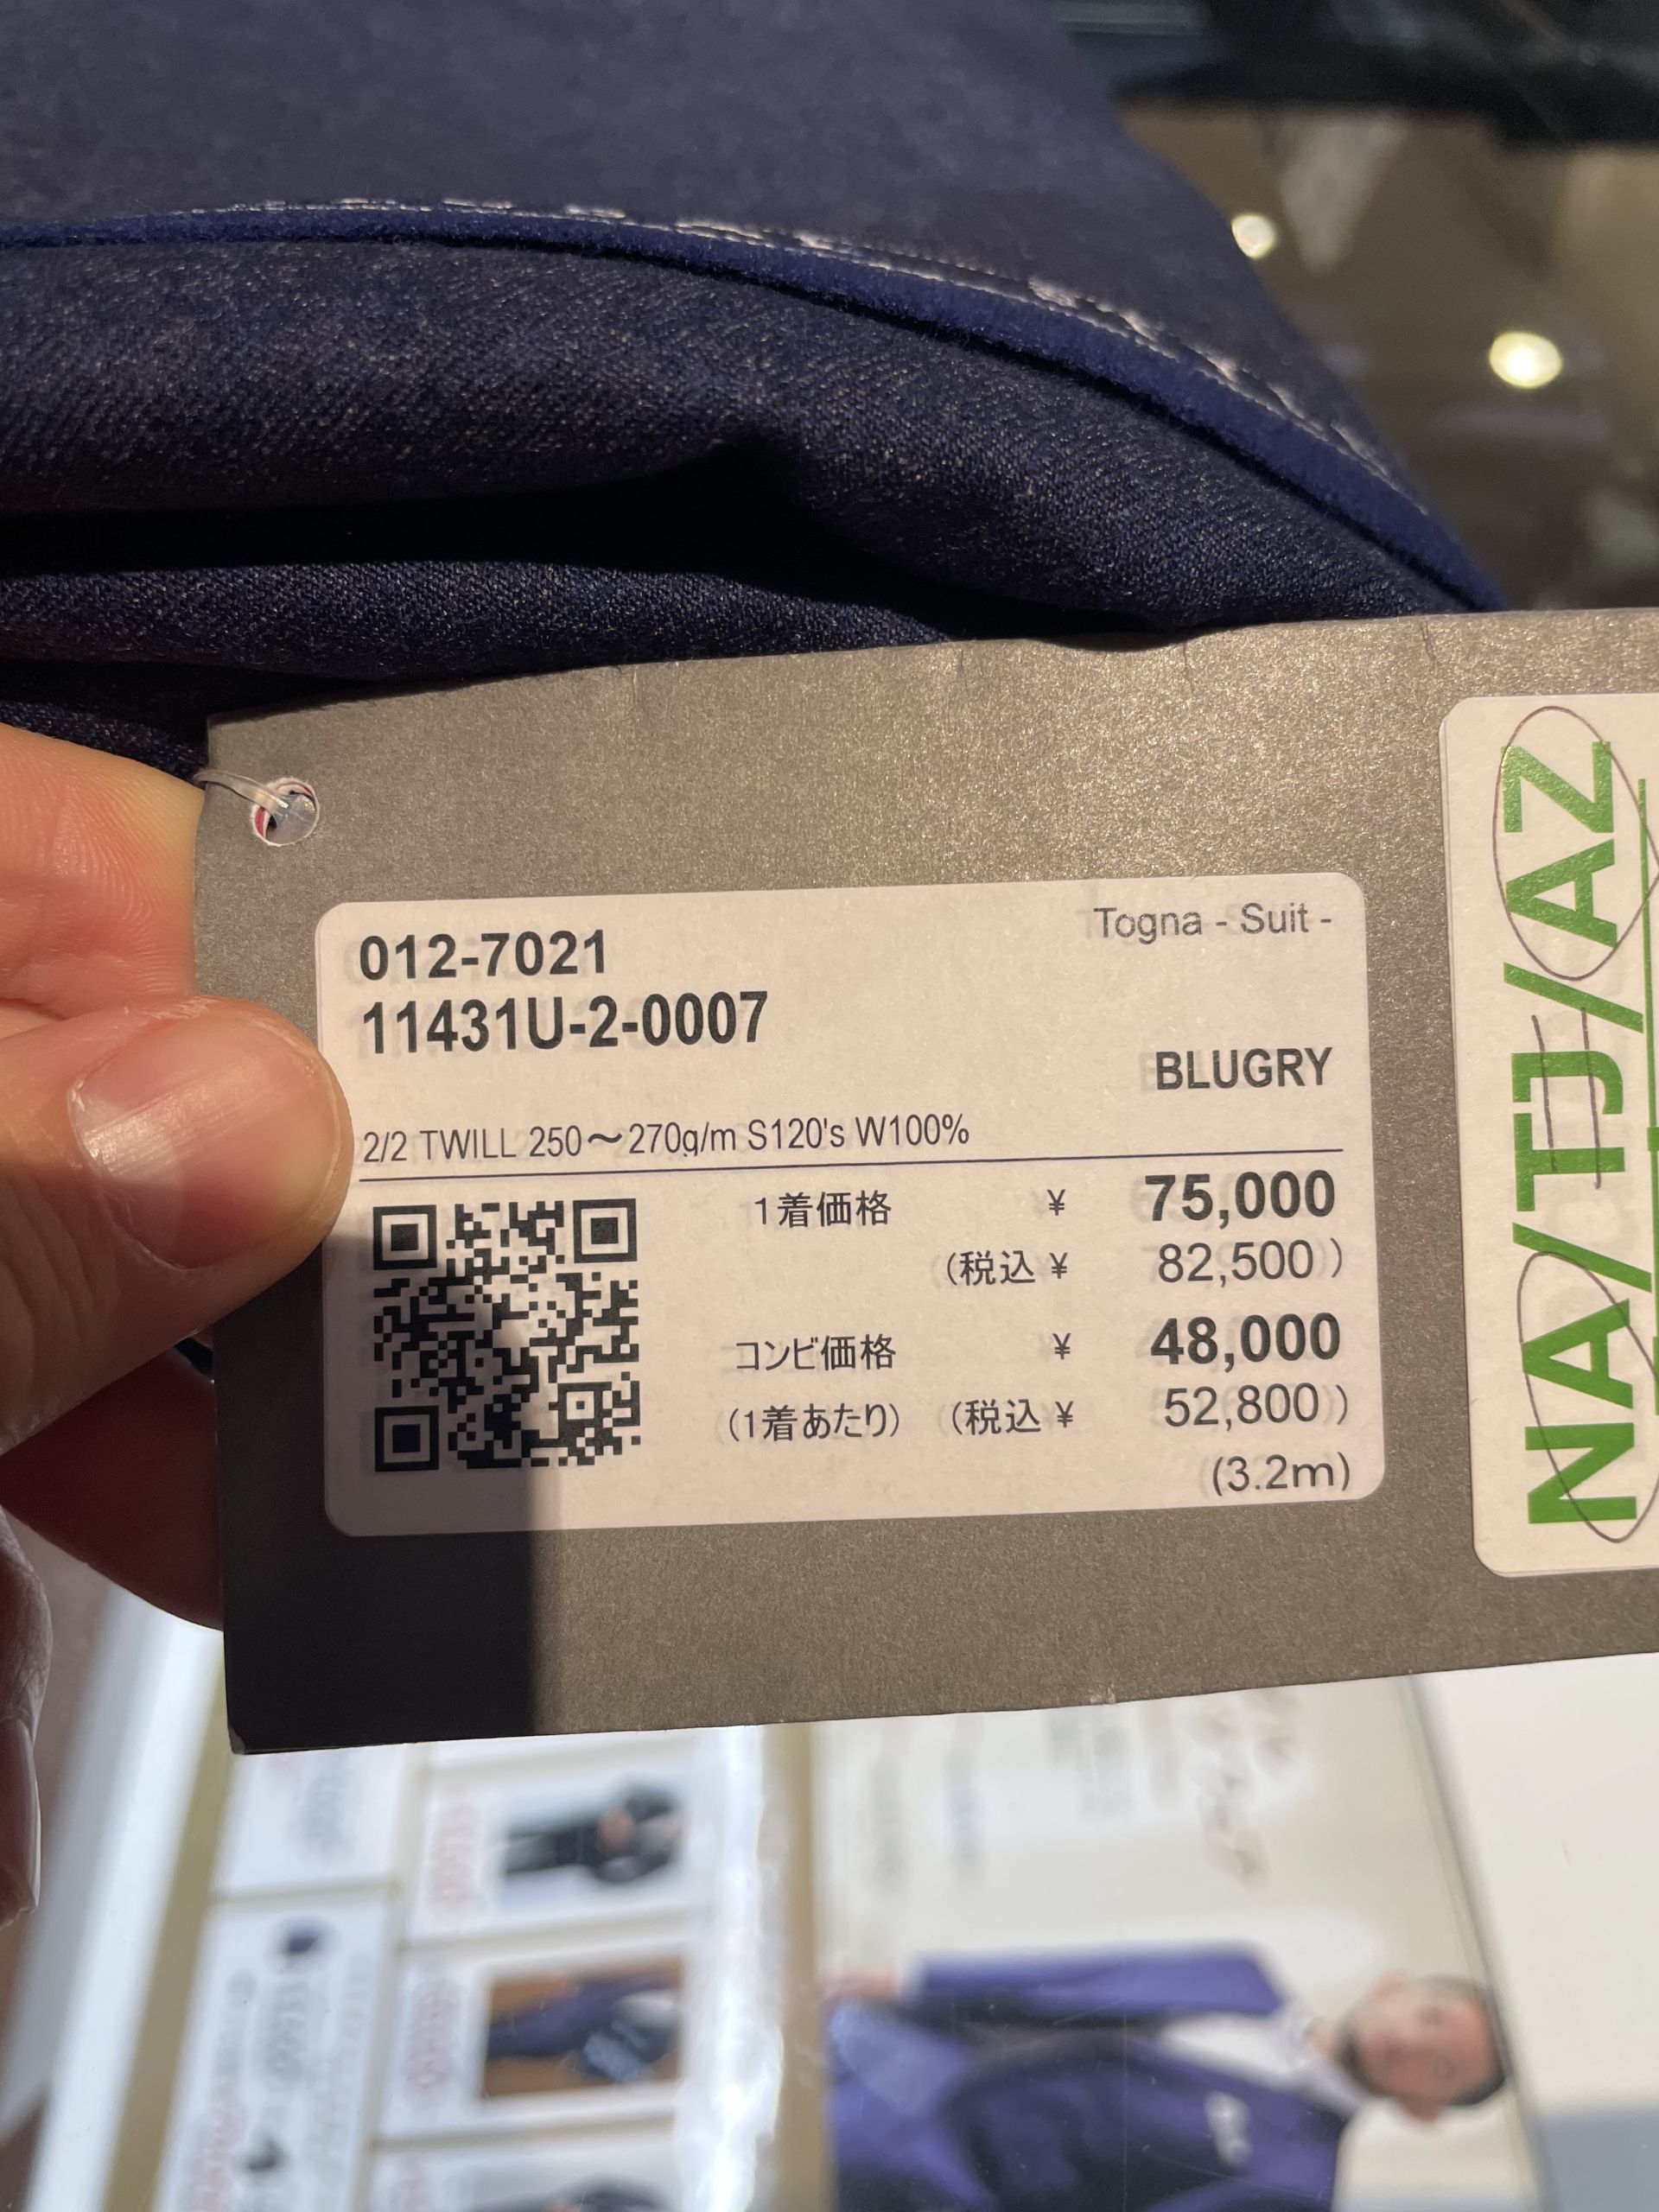 Togna - Suit -
012-7021
11431U-2-0007
BLUGRY
2/2 TWILL 250～270g/m S120's W100%
1着価格 ¥ 75,000
(税込 ¥ 82,500)
コンビ価格 ¥ 48,000
(1着あたり) (税込 ¥ 52,800)
(3.2m)
NA/TJ/AZ